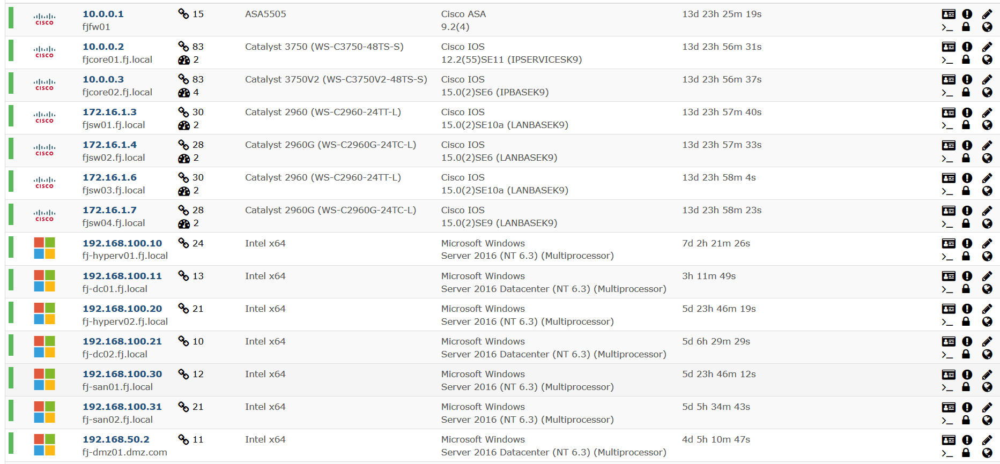 CISCO 10.0.0.1 15 ASA5505 Cisco ASA 13d 23h 25m 19s
fjfw01 9.2(4)
CISCO 10.0.0.2 83 Catalyst 3750 (WS-C3750-48TS-S) Cisco IOS 13d 23h 56m 31s
fjcore01.fj.local 2 12.2(55)SE11 (IPSERVICESK9)
CISCO 10.0.0.3 83 Catalyst 3750V2 (WS-C3750V2-48TS-S) Cisco IOS 13d 23h 56m 37s
fjcore02.fj.local 4 15.0(2)SE6 (IPBASEK9)
CISCO 172.16.1.3 30 Catalyst 2960 (WS-C2960-24TT-L) Cisco IOS 13d 23h 57m 40s
fjsw01.fj.local 2 15.0(2)SE10a (LANBASEK9)
CISCO 172.16.1.4 28 Catalyst 2960G (WS-C2960G-24TC-L) Cisco IOS 13d 23h 57m 33s
fjsw02.fj.local 2 15.0(2)SE6 (LANBASEK9)
CISCO 172.16.1.6 30 Catalyst 2960 (WS-C2960-24TT-L) Cisco IOS 13d 23h 58m 4s
fjsw03.fj.local 2 15.0(2)SE10a (LANBASEK9)
CISCO 172.16.1.7 28 Catalyst 2960G (WS-C2960G-24TC-L) Cisco IOS 13d 23h 58m 23s
fjsw04.fj.local 2 15.0(2)SE9 (LANBASEK9)
192.168.100.10 24 Intel x64 Microsoft Windows 7d 2h 21m 26s
fj-hyperv01.fj.local Server 2016 (NT 6.3) (Multiprocessor)
192.168.100.11 13 Intel x64 Microsoft Windows 3h 11m 49s
fj-dc01.fj.local Server 2016 Datacenter (NT 6.3) (Multiprocessor)
192.168.100.20 21 Intel x64 Microsoft Windows 5d 23h 46m 19s
fj-hyperv02.fj.local Server 2016 (NT 6.3) (Multiprocessor)
192.168.100.21 10 Intel x64 Microsoft Windows 5d 6h 29m 29s
fj-dc02.fj.local Server 2016 Datacenter (NT 6.3) (Multiprocessor)
192.168.100.30 12 Intel x64 Microsoft Windows 5d 23h 46m 12s
fj-san01.fj.local Server 2016 (NT 6.3) (Multiprocessor)
192.168.100.31 21 Intel x64 Microsoft Windows 5d 5h 34m 43s
fj-san02.fj.local Server 2016 (NT 6.3) (Multiprocessor)
192.168.50.2 11 Intel x64 Microsoft Windows 4d 5h 10m 47s
fj-dmz01.dmz.com Server 2016 Datacenter (NT 6.3) (Multiprocessor)